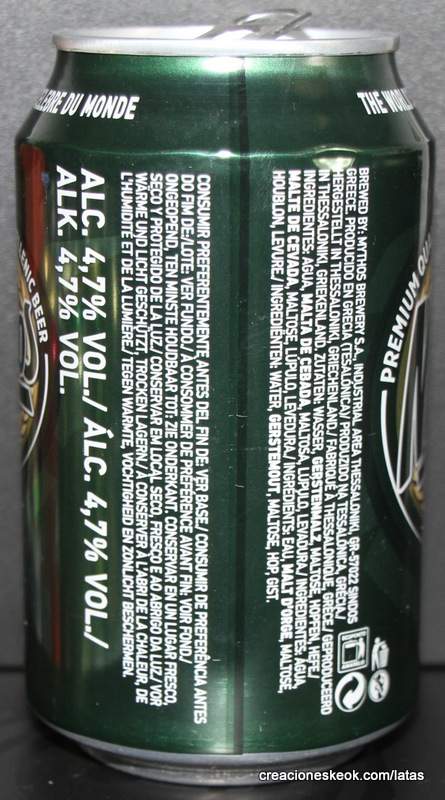 ÈBRE DU MONDE
THE WORL
BREWED BY: MYTHOS BREWERY S.A., INDUSTRIAL AREA THESSALONIKI, GR-57022 SINDOS
GRECE, PRODUCIDO EN GRECIA (TESALÓNICA)/ PRODUZIDO NA TESSALÓNICA, GRÉCIA/
HERGESTELLT IN THESSALONIKI, GRIECHENLAND/ FABRIQUÉ À THESSALONIQUE, GRÈCE / GEPRODUCEERD
IN THESSALONIKI, GRIEKENLAND. ZUTATEN: WASSER, GERSTENMALZ, MALTOSE, HOPFEN, HEFE/
INGREDIENTES: AGUA, MALTA DE CEBADA, MALTOSA, LÚPULO, LEVADURA/ INGREDIENTES: ÁGUA,
MALTE DE CEVADA, MALTOSE, LÚPULO, LEVEDURA/ INGRÉDIENTS: EAU, MALT D'ORGE, MALTOSE,
HOUBLON, LEVURE/ INGREDIËNTEN: WATER, GERSTEMOUT, MALTOSE, HOP, GIST.
CONSUMIR PREFERENTEMENTE ANTES DEL FIN DE: VER BASE/ CONSUMIR DE PREFERÊNCIA ANTES
DO FIM DE/LOTE: VER FUNDO/ À CONSOMMER DE PRÉFÉRENCE AVANT FIN: VOIR FOND/
ONGEOPEND, TEN MINSTE HOUDBAAR TOT: ZIE ONDERKANT. CONSERVAR EN UN LUGAR FRESCO,
SECO Y PROTEGIDO DE LA LUZ/ CONSERVAR EM LOCAL SECO, FRESCO E AO ABRIGO DA LUZ/ VOR
WÄRME UND LICHT GESCHÜTZT, TROCKEN LAGERN/ À CONSERVER À L'ABRI DE LA CHALEUR, DE
L'HUMIDITÉ ET DE LA LUMIÈRE/ TEGEN WARMTE, VOCHTIGHEID EN ZONLICHT BESCHERMEN.
ALC. 4,7% VOL./ ÁLC. 4,7% VOL./
ALK. 4,7% VOL.
LENIC BEER
PREMIUM QU
creacioneskeok.com/latas